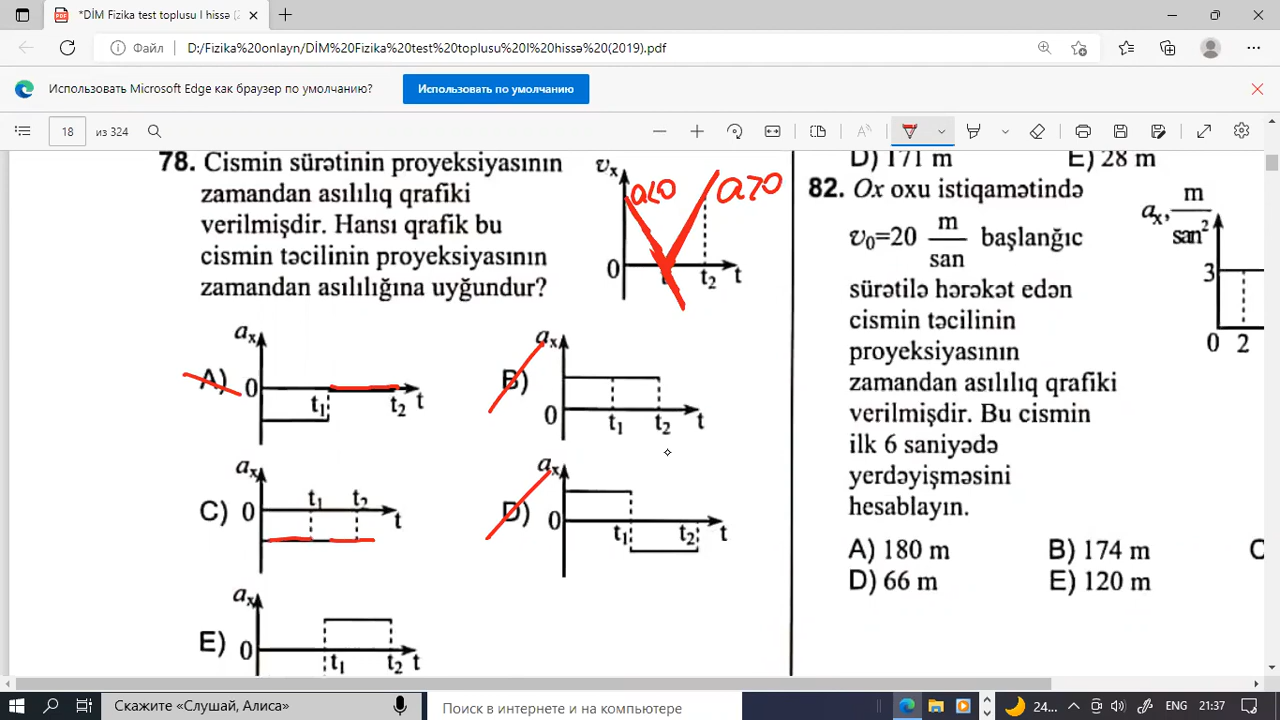 *DİM Fizika test toplusu I hissə (2
Файл
D:/Fizika%20onlayn/DİM%20Fizika%20test%20toplusu%20I%20hissə%20(2019).pdf
Использовать Microsoft Edge как браузер по умолчанию?
Использовать по умолчанию
18 из 324
78. Cismin sürətinin proyeksiyasının
zamandan asılılıq qrafiki
verilmişdir. Hansı qrafik bu
cismin təcilinin proyeksiyasının
zamandan asılılığına uyğundur?
υx
a<0
a>0
0
t2 t
A) ax 0 t1 t2 t
B) ax 0 t1 t2 t
C) ax 0 t1 t2 t
D) ax 0 t1 t2 t
E) ax 0 t1 t2 t
D) 171 m E) 28 m
82. Ox oxu istiqamətində
υ0=20 m/san başlanğıc
sürətilə hərəkət edən
cismin təcilinin
proyeksiyasının
zamandan asılılıq qrafiki
verilmişdir. Bu cismin
ilk 6 saniyədə
yerdəyişməsini
hesablayın.
ax, m/san²
3
0 2
A) 180 m B) 174 m C
D) 66 m E) 120 m
Скажите «Слушай, Алиса»
Поиск в интернете и на компьютере
24...
ENG
21:37